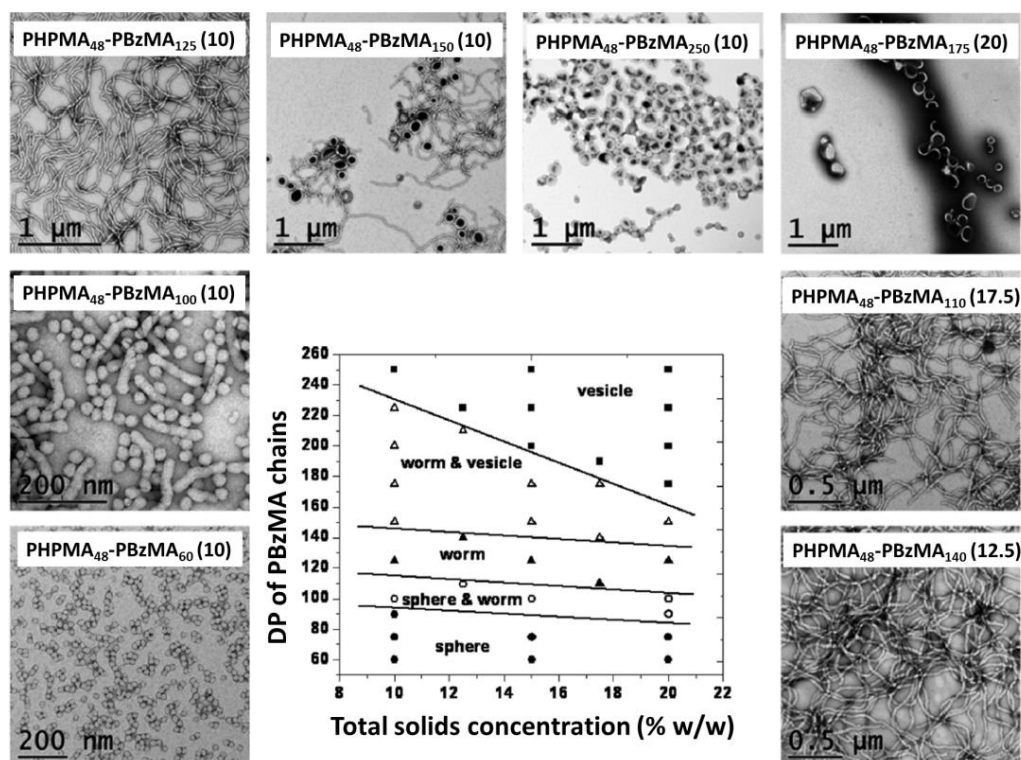 PHPMA₄₈-PBzMA₁₂₅ (10)
1 µm
PHPMA₄₈-PBzMA₁₅₀ (10)
1 µm
PHPMA₄₈-PBzMA₂₅₀ (10)
1 µm
PHPMA₄₈-PBzMA₁₇₅ (20)
1 µm
PHPMA₄₈-PBzMA₁₀₀ (10)
200 nm
PHPMA₄₈-PBzMA₁₁₀ (17.5)
0.5 µm
PHPMA₄₈-PBzMA₆₀ (10)
200 nm
PHPMA₄₈-PBzMA₁₄₀ (12.5)
0.5 µm
DP of PBzMA chains
260
240
220
200
180
160
140
120
100
80
60
vesicle
worm & vesicle
worm
sphere & worm
sphere
8 10 12 14 16 18 20 22
Total solids concentration (% w/w)